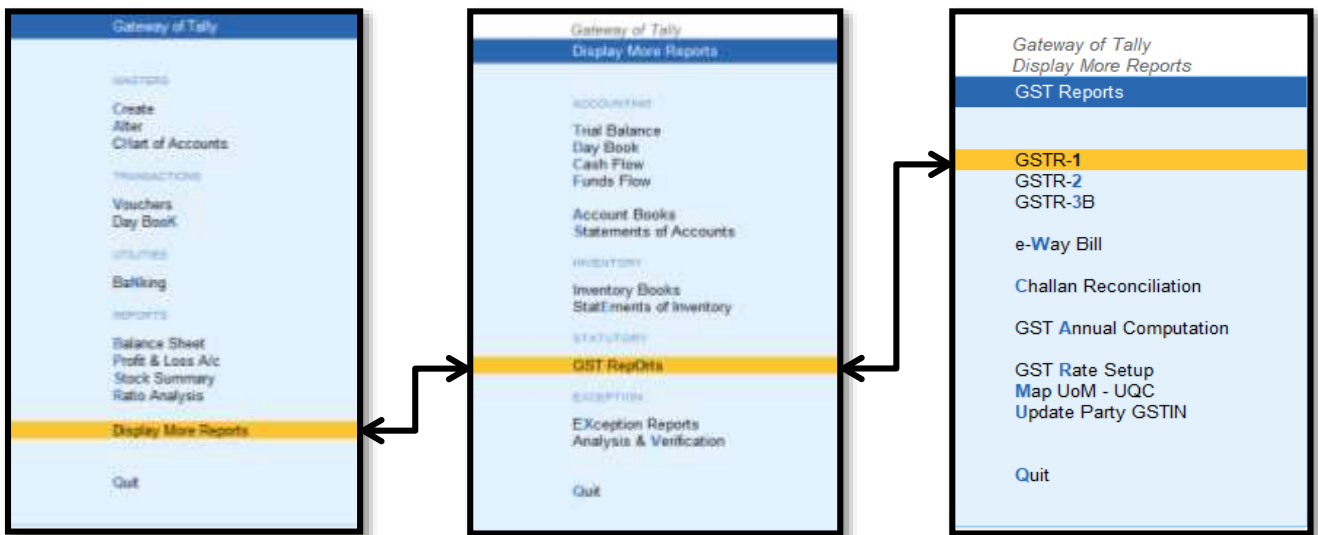 Gateway of Tally
MASTERS
Create
Alter
CHart of Accounts
TRANSACTIONS
Vouchers
Day BooK
UTILITIES
BaNking
REPORTS
Balance Sheet
Profit & Loss A/c
Stock Summary
Ratio Analysis
Display More Reports
Quit
Gateway of Tally
Display More Reports
ACCOUNTING
Trial Balance
Day Book
Cash Flow
Funds Flow
Account Books
Statements of Accounts
INVENTORY
Inventory Books
StatEments of Inventory
STATUTORY
GST RepOrts
EXCEPTION
EXception Reports
Analysis & Verification
Quit
Gateway of Tally
Display More Reports
GST Reports
GSTR-1
GSTR-2
GSTR-3B
e-Way Bill
Challan Reconciliation
GST Annual Computation
GST Rate Setup
Map UoM - UQC
Update Party GSTIN
Quit